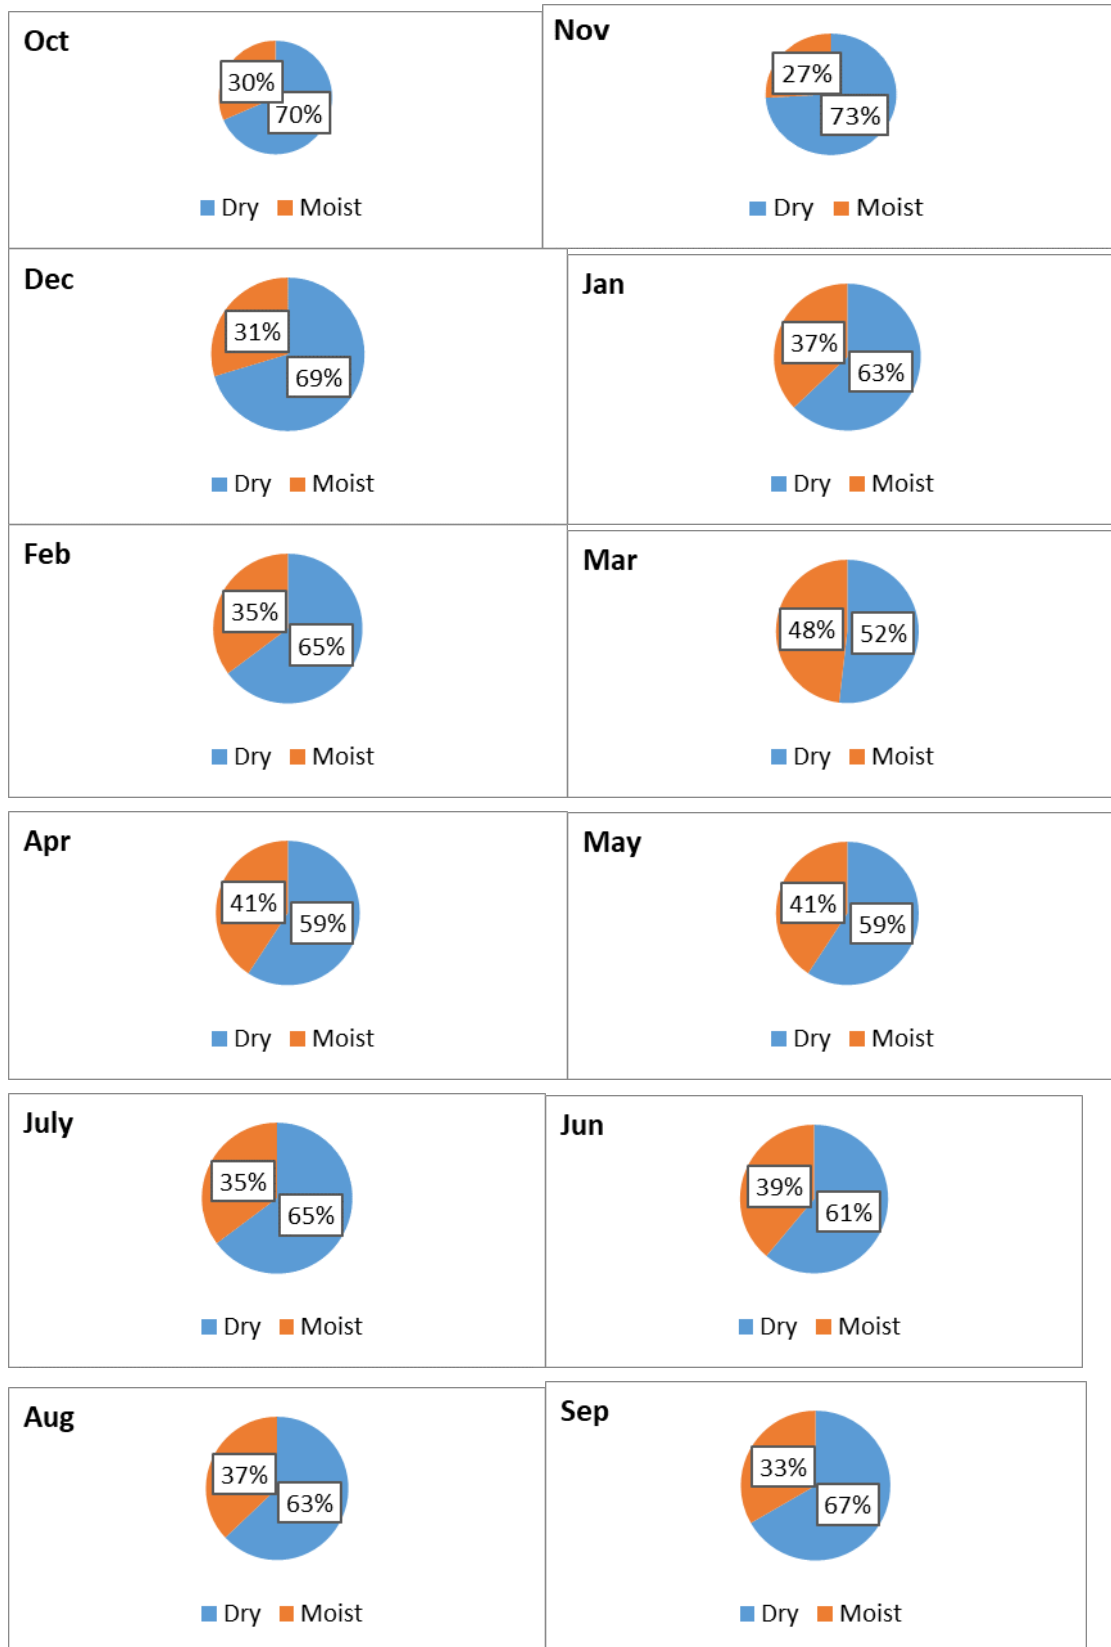 Oct
30%
70%
Dry Moist
Nov
27%
73%
Dry Moist
Dec
31%
69%
Dry Moist
Jan
37%
63%
Dry Moist
Feb
35%
65%
Dry Moist
Mar
48% 52%
Dry Moist
Apr
41%
59%
Dry Moist
May
41%
59%
Dry Moist
July
35%
65%
Dry Moist
Jun
39%
61%
Dry Moist
Aug
37%
63%
Dry Moist
Sep
33%
67%
Dry Moist